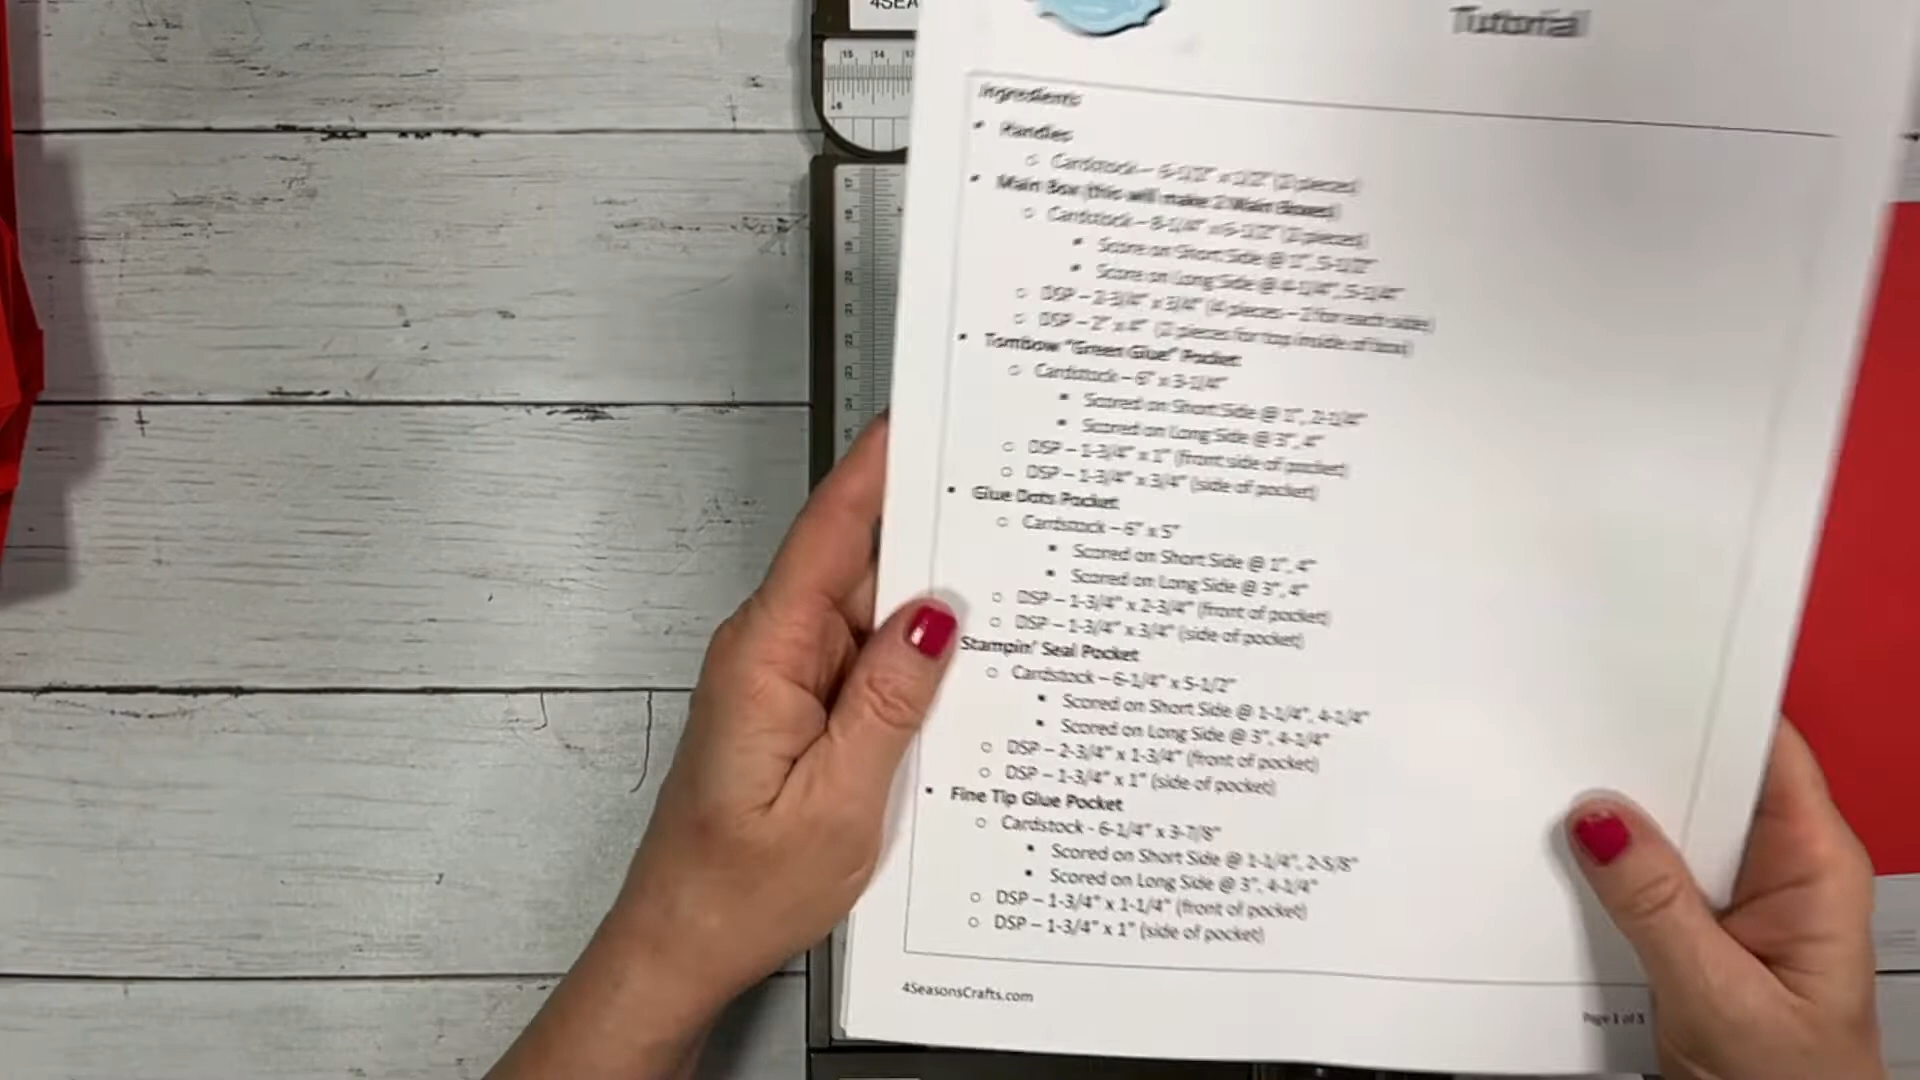 4SEA
Tutorial
Ingredients
Handles
Cardstock – 6-1/2" x 1/2" (2 pieces)
Main Box (this will make 2 Main Boxes)
Cardstock – 8-1/4" x 6-1/2" (2 pieces)
Score on Short Side @ 1", 5-1/2"
Score on Long Side @ 4-1/4", 5-1/4"
DSP – 2-3/4" x 3/4" (4 pieces – 2 for each side)
DSP – 2" x 4" (2 pieces for top inside of box)
Tombow "Green Glue" Pocket
Cardstock – 6" x 3-1/4"
Scored on Short Side @ 1", 2-1/4"
Scored on Long Side @ 3", 4"
DSP – 1-3/4" x 1" (front side of pocket)
DSP – 1-3/4" x 3/4" (side of pocket)
Glue Dots Pocket
Cardstock – 6" x 5"
Scored on Short Side @ 1", 4"
Scored on Long Side @ 3", 4"
DSP – 1-3/4" x 2-3/4" (front of pocket)
DSP – 1-3/4" x 3/4" (side of pocket)
Stampin' Seal Pocket
Cardstock – 6-1/4" x 5-1/2"
Scored on Short Side @ 1-1/4", 4-1/4"
Scored on Long Side @ 3", 4-1/4"
DSP – 2-3/4" x 1-3/4" (front of pocket)
DSP – 1-3/4" x 1" (side of pocket)
Fine Tip Glue Pocket
Cardstock - 6-1/4" x 3-7/8"
Scored on Short Side @ 1-1/4", 2-5/8"
Scored on Long Side @ 3", 4-1/4"
DSP – 1-3/4" x 1-1/4" (front of pocket)
DSP – 1-3/4" x 1" (side of pocket)
4SeasonsCrafts.com
Page 1 of